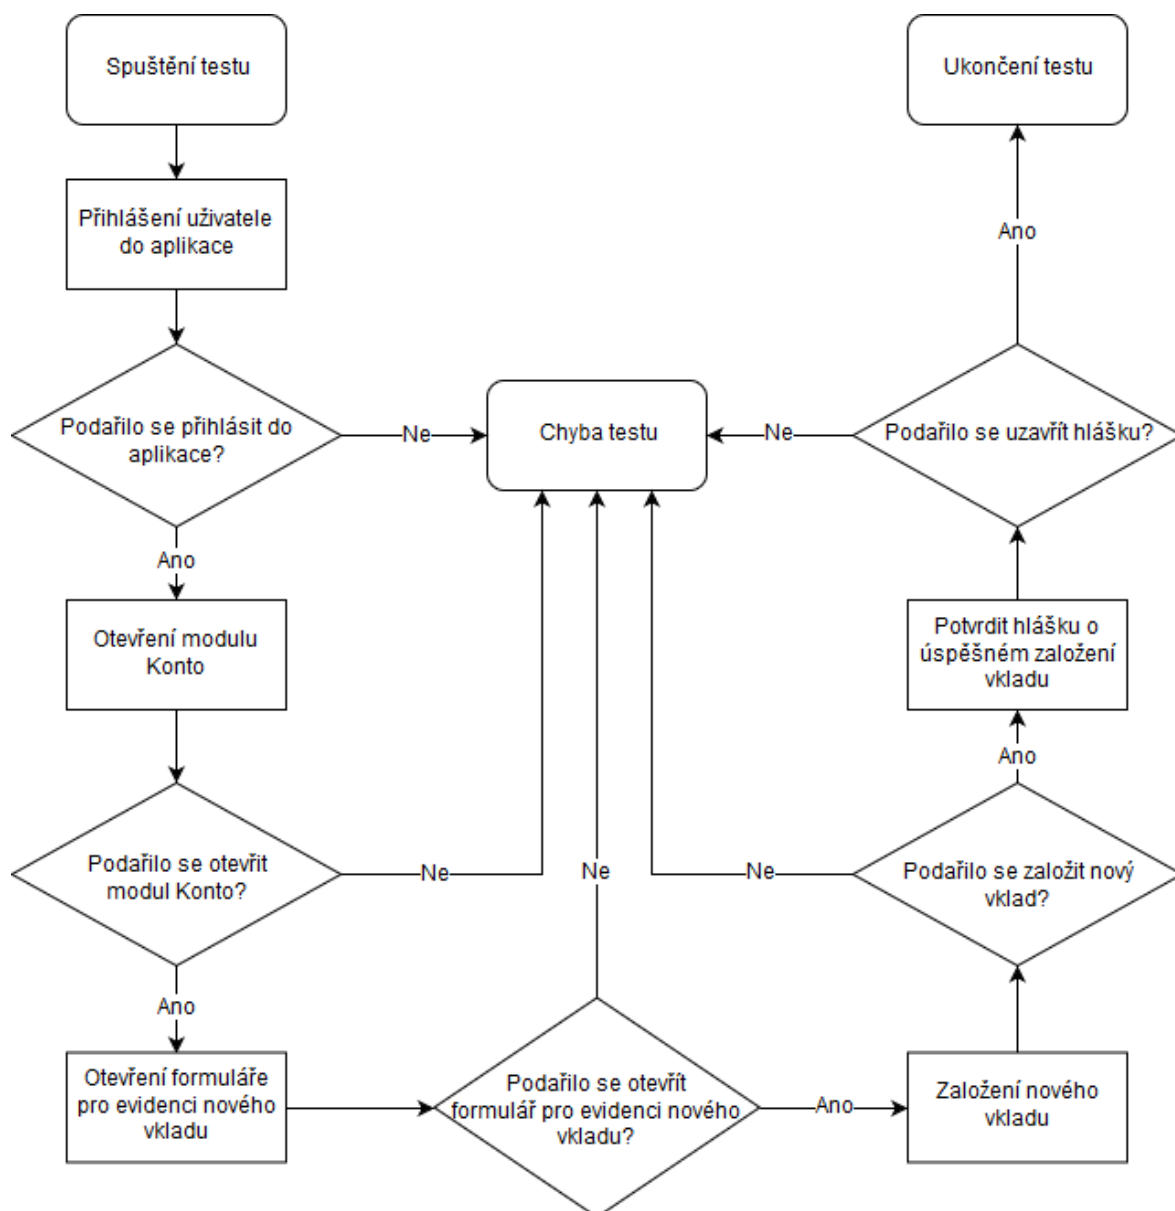 Spuštění testu
Ukončení testu
Přihlášení uživatele
do aplikace
Ano
Podařilo se přihlásit do
aplikace?
Ne
Chyba testu
Ne
Podařilo se uzavřít hlášku?
Ano
Otevření modulu
Konto
Potvrdit hlášku o
úspěšném založení
vkladu
Ano
Podařilo se otevřit
modul Konto?
Ne
Ne
Ne
Podařilo se založit nový
vklad?
Ano
Otevření formuláře
pro evidenci nového
vkladu
Podařilo se otevřít
formulář pro evidenci nového
vkladu?
Ano
Založení nového
vkladu